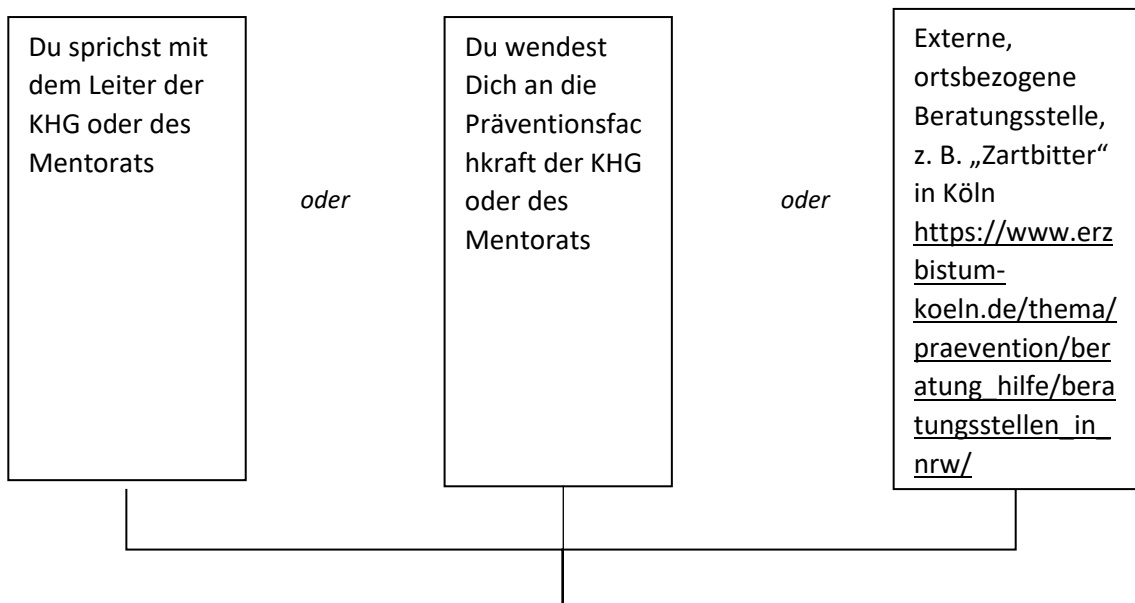 Du sprichst mit
dem Leiter der
KHG oder des
Mentorats
oder
Du wendest
Dich an die
Präventionsfac
hkraft der KHG
oder des
Mentorats
oder
Externe,
ortsbezogene
Beratungsstelle,
z. B. „Zartbitter“
in Köln
https://www.erz
bistum-
koeln.de/thema/
praevention/ber
atung_hilfe/bera
tungsstellen_in_
nrw/